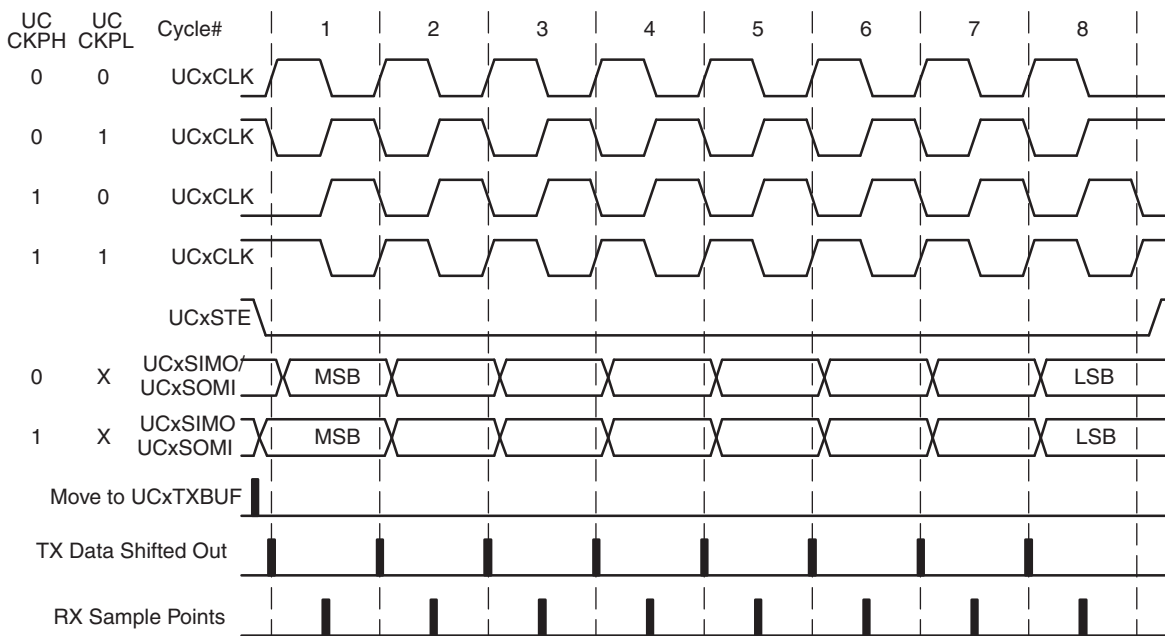 UC CKPH UC CKPL Cycle# 1 2 3 4 5 6 7 8
0 0 UCxCLK
0 1 UCxCLK
1 0 UCxCLK
1 1 UCxCLK
UCxSTE
0 X UCxSIMO/ UCxSOMI MSB LSB
1 X UCxSIMO UCxSOMI MSB LSB
Move to UCxTXBUF
TX Data Shifted Out
RX Sample Points